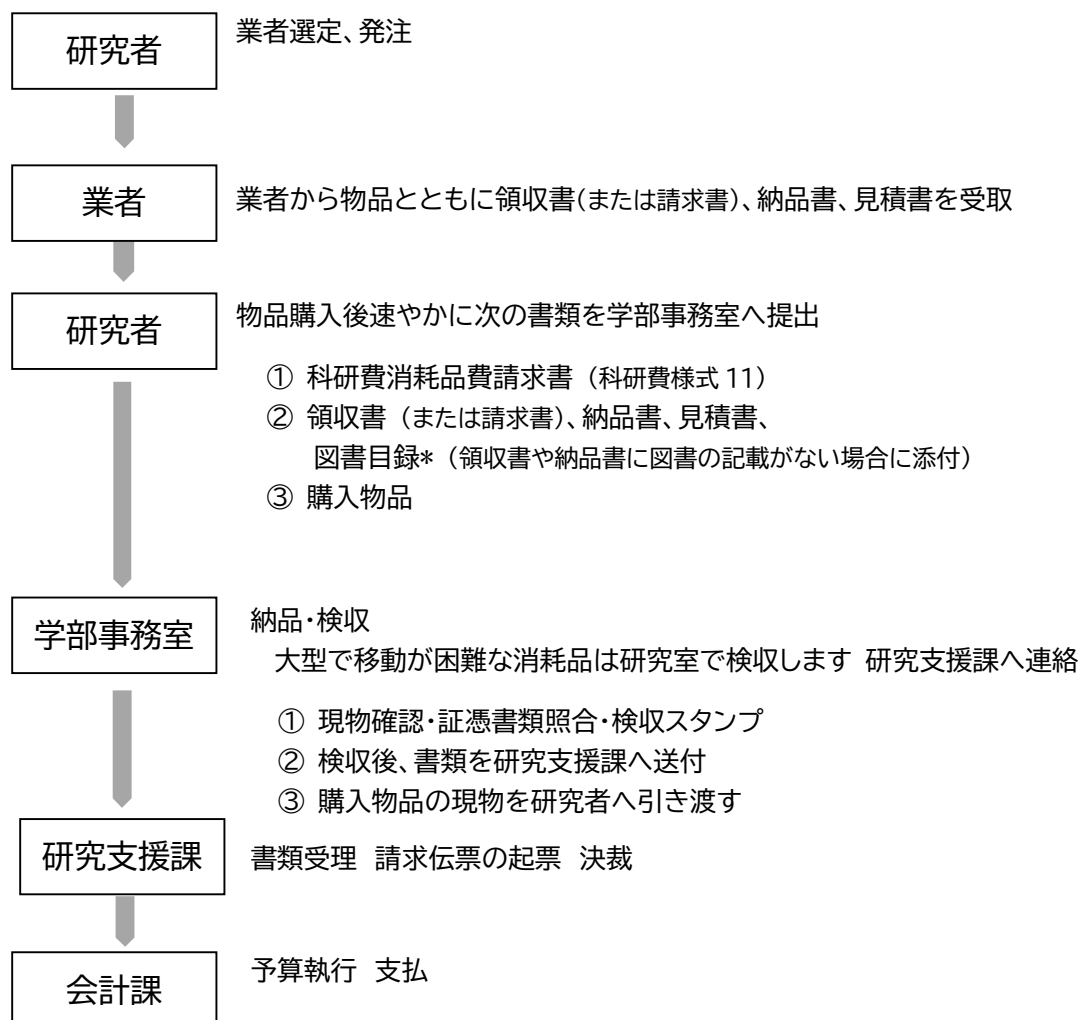 研究者
業者選定、発注
業者
業者から物品とともに領収書(または請求書)、納品書、見積書を受取
研究者
物品購入後速やかに次の書類を学部事務室へ提出
① 科研費消耗品費請求書 (科研費様式 11)
② 領収書 (または請求書)、納品書、見積書、
図書目録* (領収書や納品書に図書の記載がない場合に添付)
③ 購入物品
学部事務室
納品・検収
大型で移動が困難な消耗品は研究室で検収します 研究支援課へ連絡
① 現物確認・証憑書類照合・検収スタンプ
② 検収後、書類を研究支援課へ送付
③ 購入物品の現物を研究者へ引き渡す
研究支援課
書類受理 請求伝票の起票 決裁
会計課
予算執行 支払